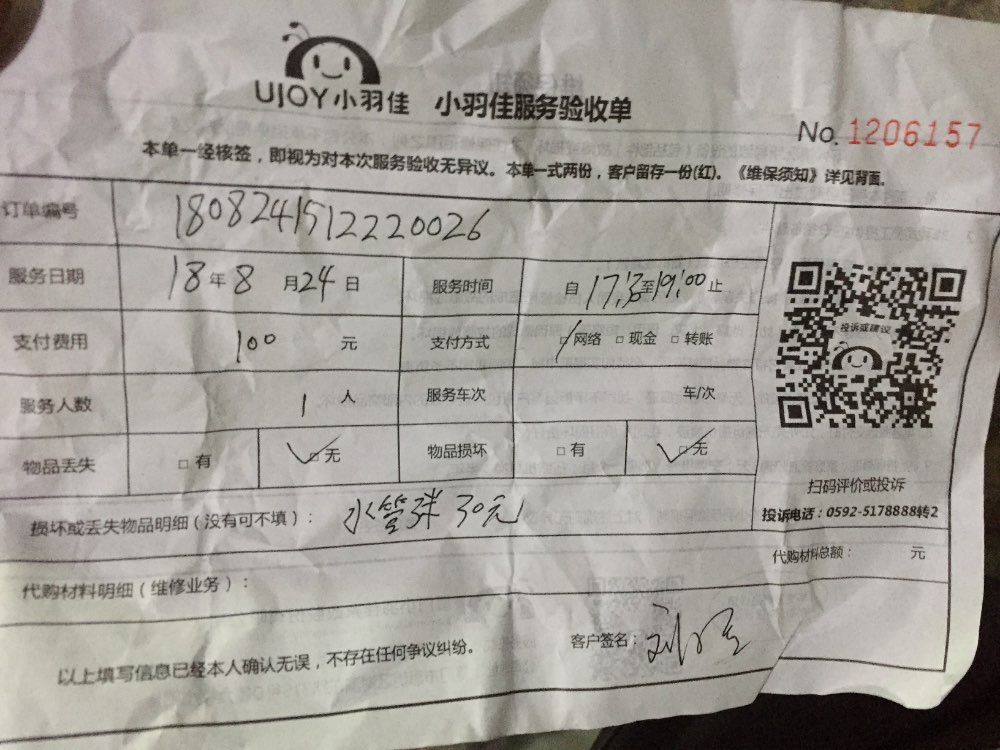 UJOY小羽佳 小羽佳服务验收单
No. 1206157
本单一经核签，即视为对本次服务验收无异议。本单一式两份，客户留存一份(红)。《维保须知》详见背面。
订单编号 1808241512220026
服务日期 18年8月24日 服务时间 自17:3至19:00止
支付费用 100 元 支付方式 □网络 □现金 □转账
服务人数 1人 服务车次 车/次
物品丢失 □有 □无 物品损坏 □有 □无
投诉或建议
扫码评价或投诉
投诉电话：0592-5178888转2
损坏或丢失物品明细（没有可不填）： 水管 30元
代购材料总额： 元
代购材料明细（维修业务）：
以上填写信息已经本人确认无误，不存在任何争议纠纷。 客户签名：